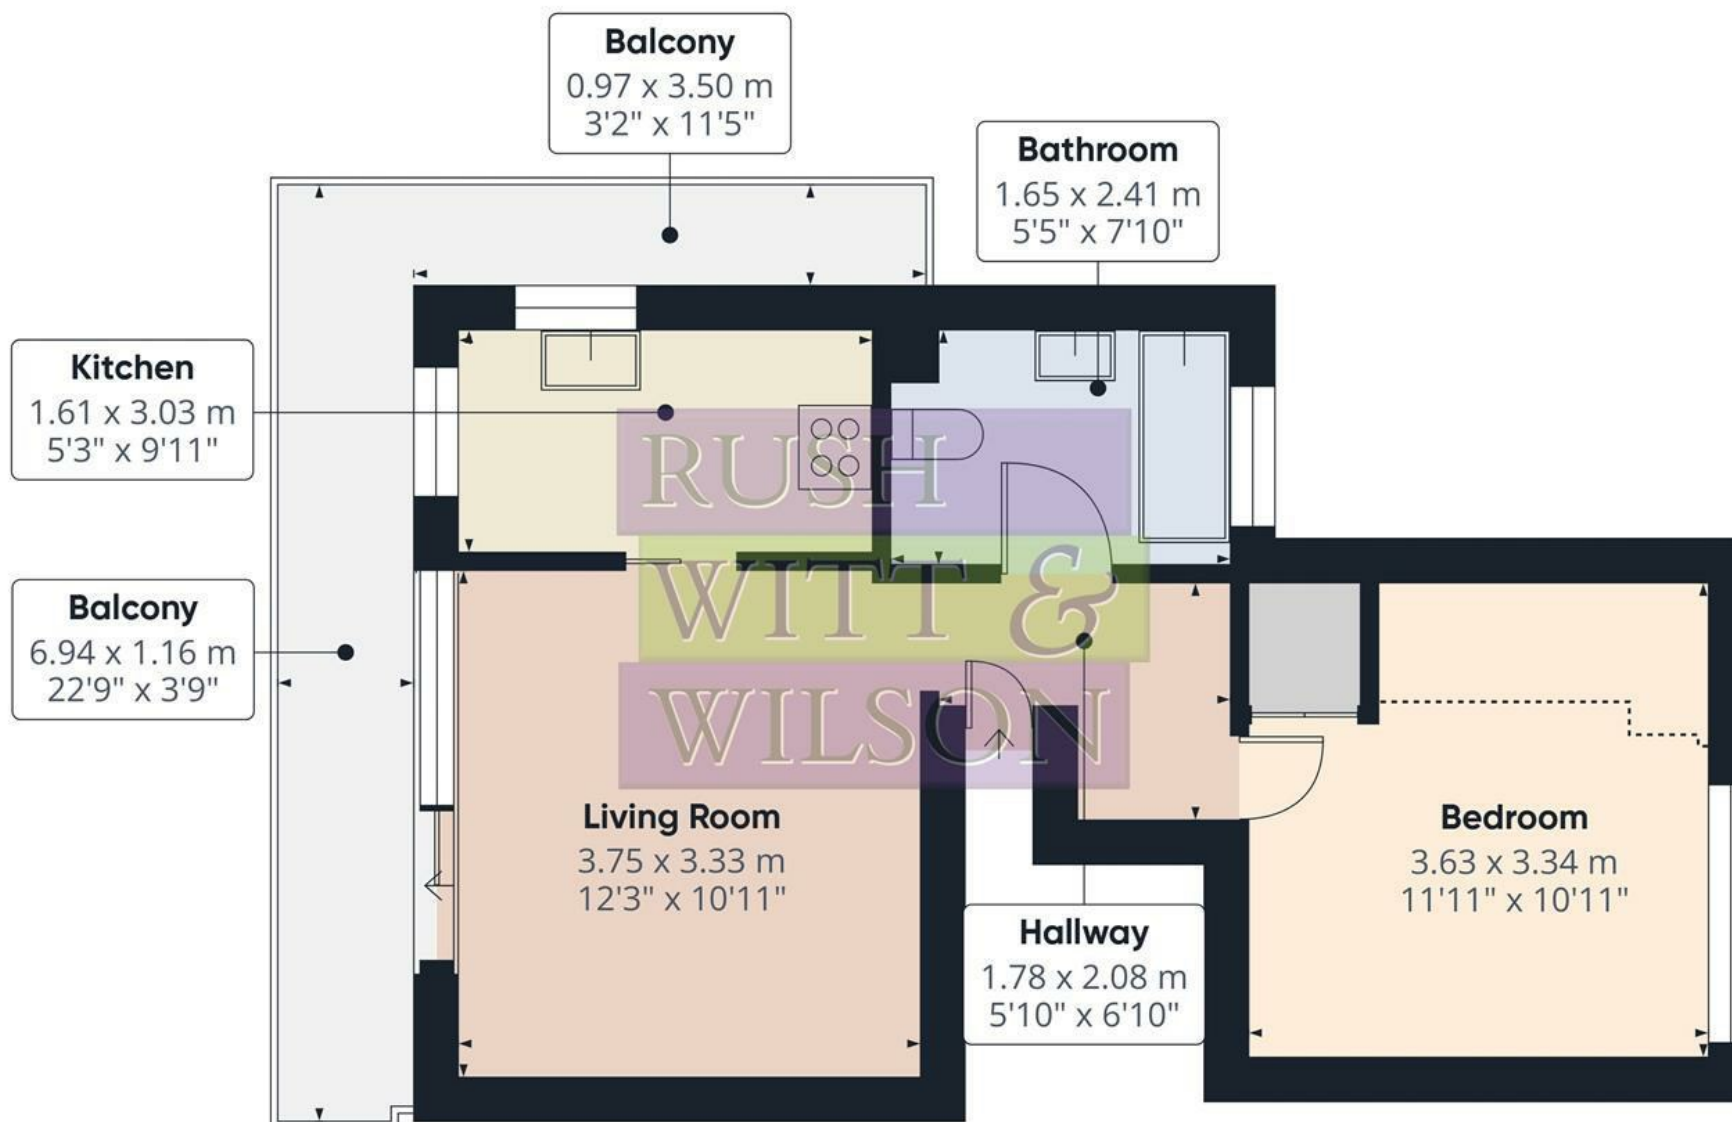 Balcony
0.97 x 3.50 m
3'2" x 11'5"
Bathroom
1.65 x 2.41 m
5'5" x 7'10"
Kitchen
1.61 x 3.03 m
5'3" x 9'11"
RUSH
WITT &
WILSON
Balcony
6.94 x 1.16 m
22'9" x 3'9"
Living Room
3.75 x 3.33 m
12'3" x 10'11"
Bedroom
3.63 x 3.34 m
11'11" x 10'11"
Hallway
1.78 x 2.08 m
5'10" x 6'10"